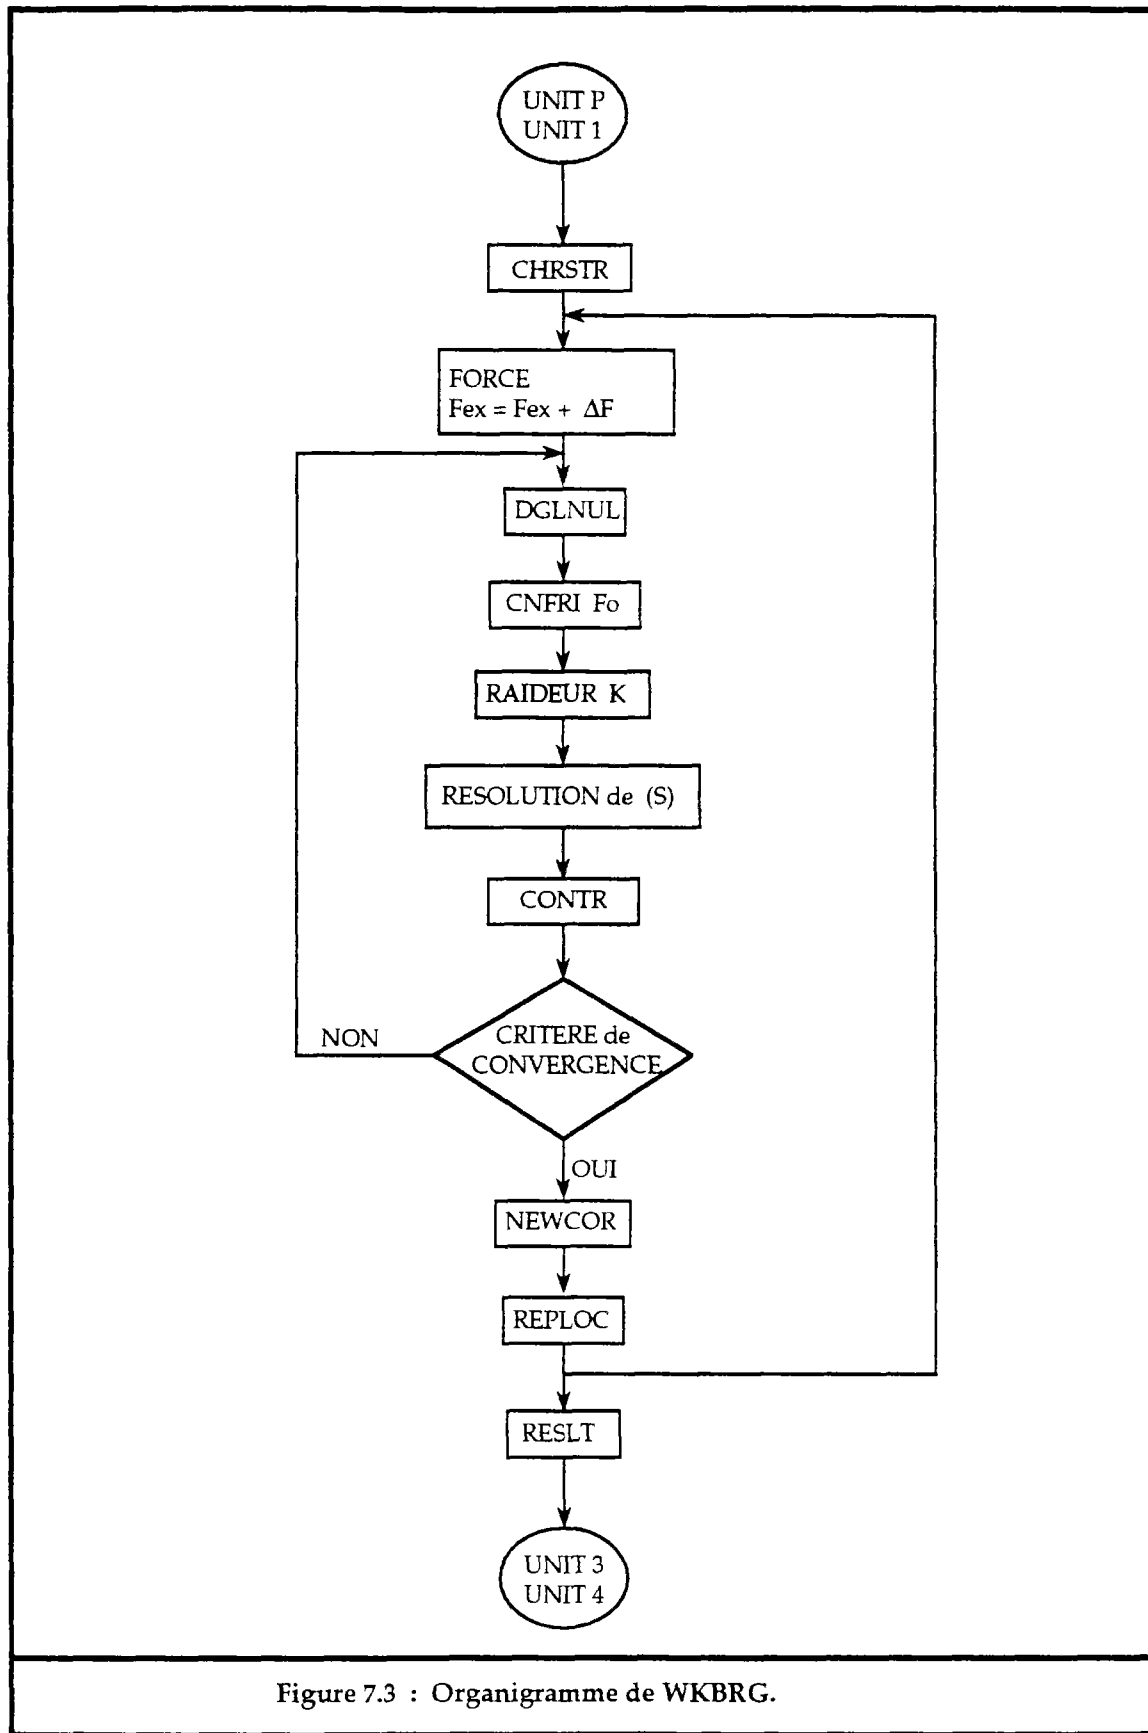 UNIT P
UNIT 1
CHRSTR
FORCE
Fex = Fex + ΔF
DGLNUL
CNFRI Fo
RAIDEUR K
RESOLUTION de (S)
CONTR
CRITERE de
CONVERGENCE
NON
OUI
NEWCOR
REPLOC
RESLT
UNIT 3
UNIT 4
Figure 7.3 : Organigramme de WKBRG.